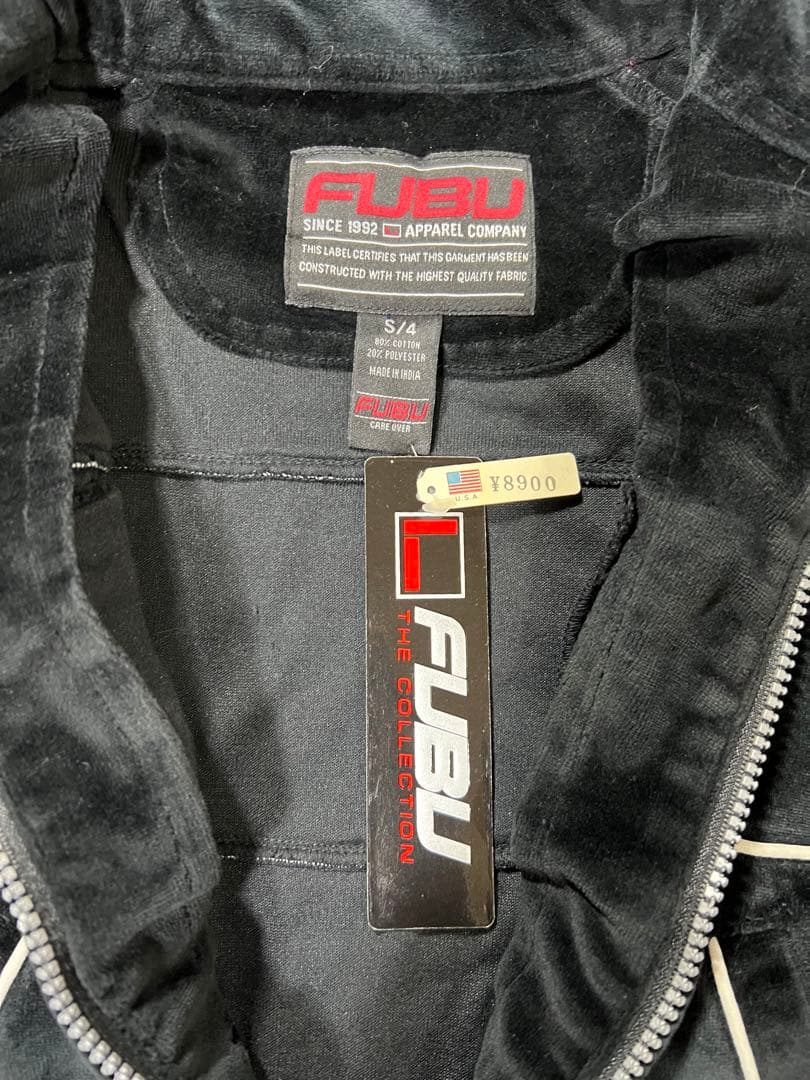 FUBU
SINCE 1992 APPAREL COMPANY
THIS LABEL CERTIFIES THAT THIS GARMENT HAS BEEN
CONSTRUCTED WITH THE HIGHEST QUALITY FABRIC
S/4
80% COTTON
20% POLYESTER
MADE IN INDIA
FUBU
CARE OVER
U.S.A.
¥8900
FUBU
THE COLLECTION